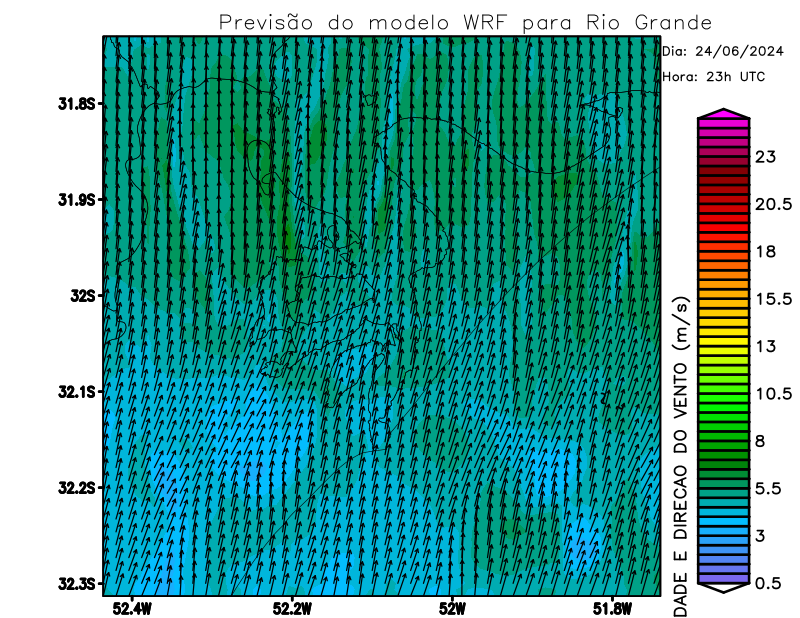 Previsão do modelo WRF para Rio Grande
Dia: 24/06/2024
Hora: 23h UTC
31.8S
31.9S
32S
32.1S
32.2S
32.3S
52.4W
52.2W
52W
51.8W
DADE E DIRECAO DO VENTO (m/s)
23
20.5
18
15.5
13
10.5
8
5.5
3
0.5